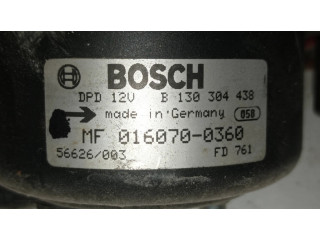 BOSCH
DPD 12V B 130 304 438
made in Germany 050
MF 016070-0360
56626/003 FD 761